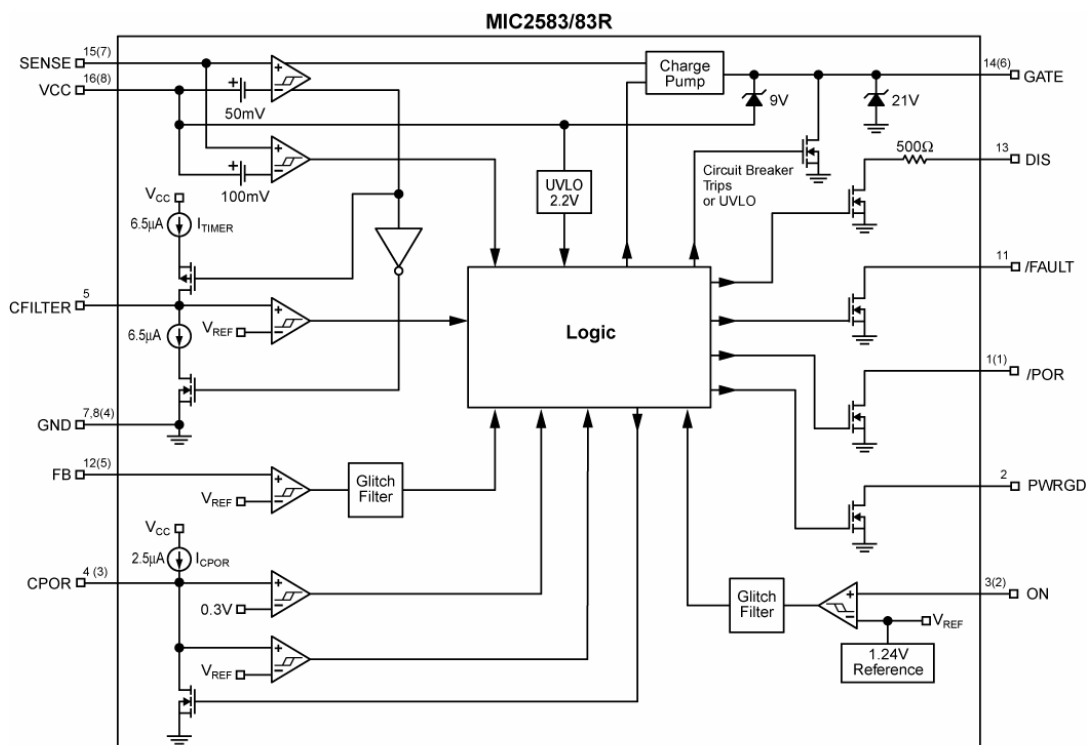 MIC2583/83R
SENSE 15(7)
VCC 16(8)
50mV
100mV
Charge
Pump
9V
21V
14(6) GATE
500Ω
13 DIS
Circuit Breaker
Trips
or UVLO
UVLO
2.2V
VCC
6.5µA ITIMER
11 /FAULT
CFILTER 5
VREF
6.5µA
Logic
1(1) /POR
GND 7,8(4)
FB 12(5)
VREF
Glitch
Filter
2 PWRGD
VCC
2.5µA ICPOR
CPOR 4 (3)
0.3V
VREF
3(2) ON
Glitch
Filter
VREF
1.24V
Reference